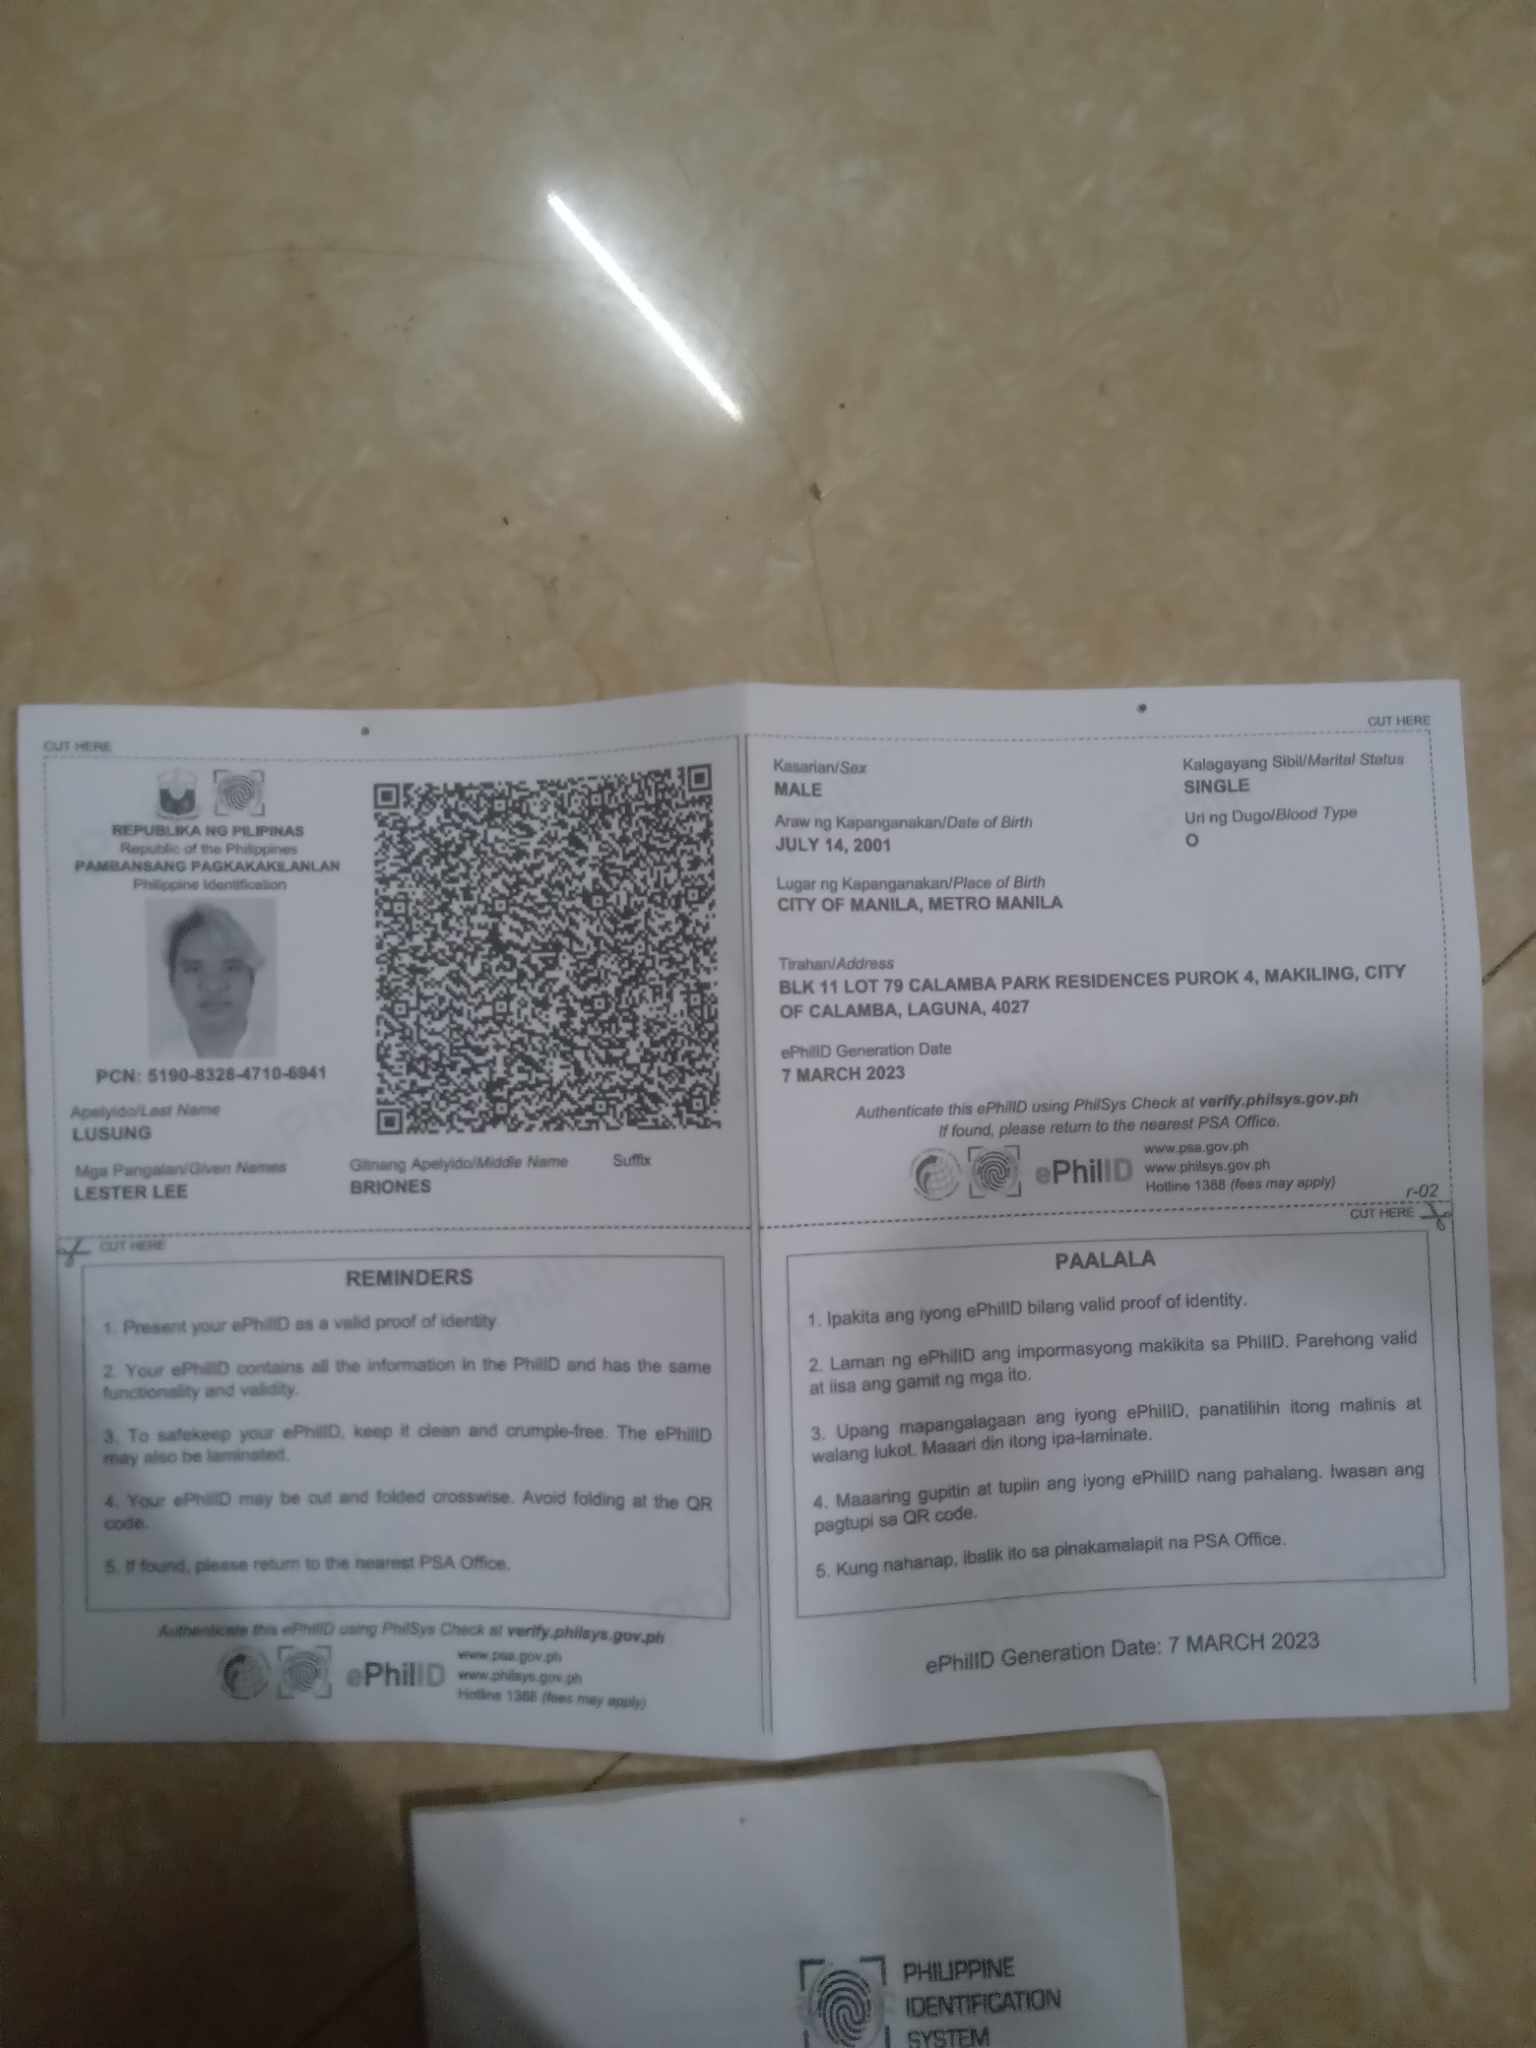 CUT HERE
REPUBLIKA NG PILIPINAS
Republic of the Philippines
PAMBANSANG PAGKAKAKILANLAN
Philippine Identification
PCN: 5190-8328-4710-6941
Apelyido/Last Name
LUSUNG
Mga Pangalan/Given Names
LESTER LEE
Gitnang Apelyido/Middle Name
BRIONES
Suffix
CUT HERE
Kasarian/Sex
MALE
Kalagayang Sibil/Marital Status
SINGLE
Araw ng Kapanganakan/Date of Birth
JULY 14, 2001
Uri ng Dugo/Blood Type
O
Lugar ng Kapanganakan/Place of Birth
CITY OF MANILA, METRO MANILA
Tirahan/Address
BLK 11 LOT 79 CALAMBA PARK RESIDENCES PUROK 4, MAKILING, CITY
OF CALAMBA, LAGUNA, 4027
ePhilID Generation Date
7 MARCH 2023
Authenticate this ePhilID using PhilSys Check at verify.philsys.gov.ph
If found, please return to the nearest PSA Office.
ePhilID
www.psa.gov.ph
www.philsys.gov.ph
Hotline 1388 (fees may apply)
r-02
CUT HERE
CUT HERE
REMINDERS
1. Present your ePhilID as a valid proof of identity.
2. Your ePhilID contains all the information in the PhilID and has the same
functionality and validity.
3. To safekeep your ePhilID, keep it clean and crumple-free. The ePhilID
may also be laminated.
4. Your ePhilID may be cut and folded crosswise. Avoid folding at the QR
code.
5. If found, please return to the nearest PSA Office.
Authenticate this ePhilID using PhilSys Check at verify.philsys.gov.ph
ePhilID
www.psa.gov.ph
www.philsys.gov.ph
Hotline 1388 (fees may apply)
PAALALA
1. Ipakita ang iyong ePhilID bilang valid proof of identity.
2. Laman ng ePhilID ang impormasyong makikita sa PhilID. Parehong valid
at iisa ang gamit ng mga ito.
3. Upang mapangalagaan ang iyong ePhilID, panatilihin itong malinis at
walang lukot. Maaari din itong ipa-laminate.
4. Maaaring gupitin at tupiin ang iyong ePhilID nang pahalang. Iwasan ang
pagtupi sa QR code.
5. Kung nahanap, ibalik ito sa pinakamalapit na PSA Office.
ePhilID Generation Date: 7 MARCH 2023
PHILIPPINE
IDENTIFICATION
SYSTEM